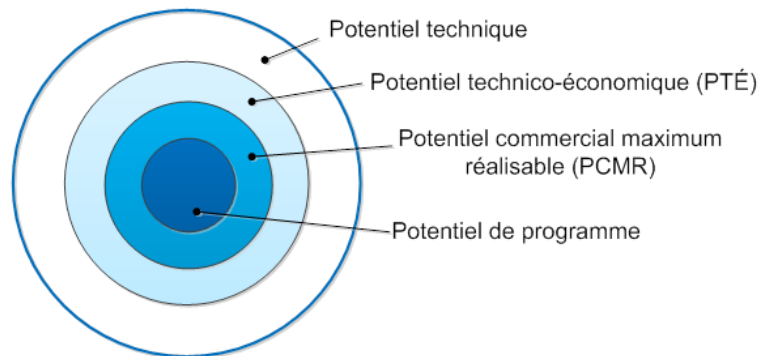 Potentiel technique
Potentiel technico-économique (PTÉ)
Potentiel commercial maximum
réalisable (PCMR)
Potentiel de programme